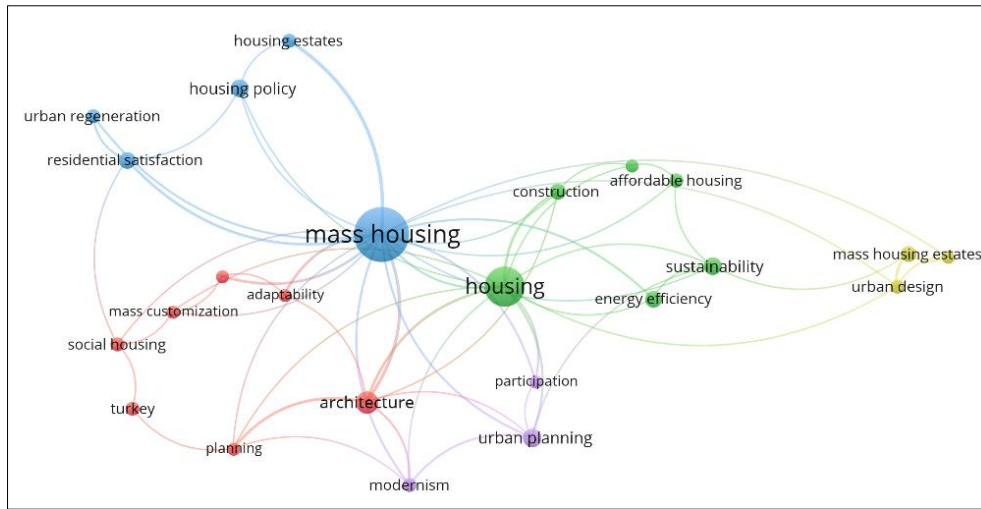 housing estates
housing policy
urban regeneration
residential satisfaction
construction
affordable housing
mass housing
mass housing estates
sustainability
urban design
housing
energy efficiency
adaptability
mass customization
social housing
participation
architecture
turkey
urban planning
planning
modernism